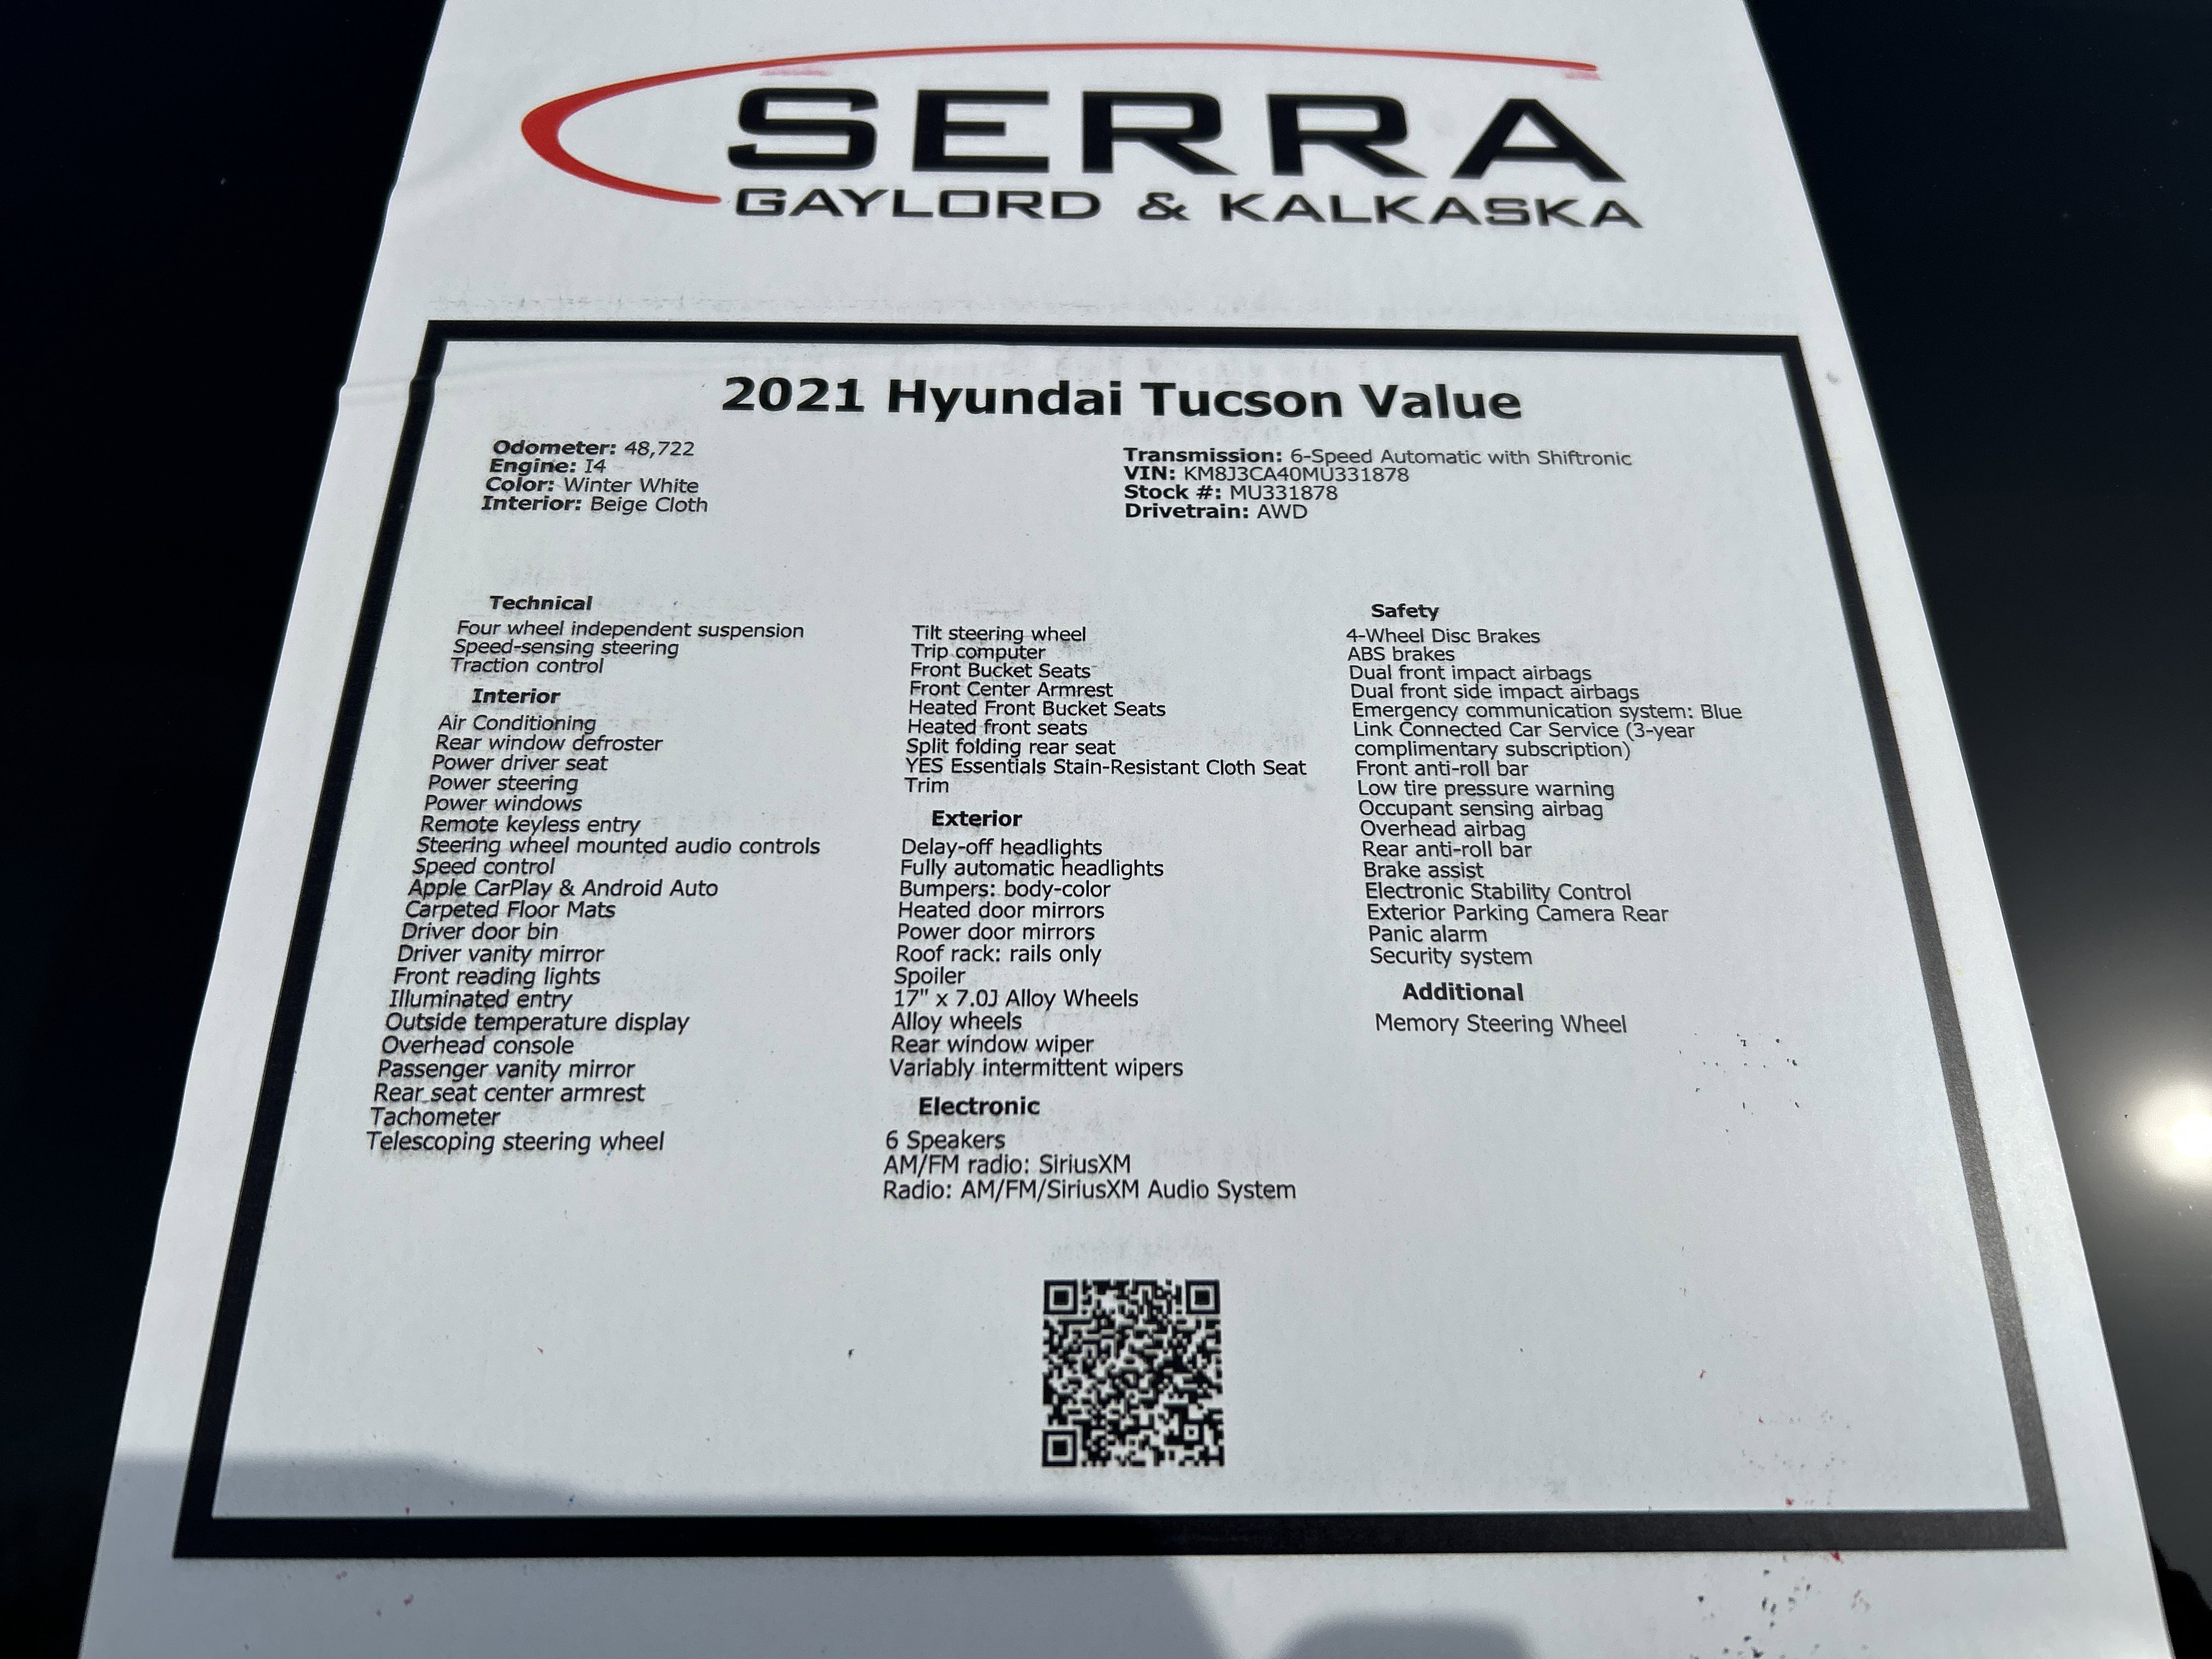 SERRA
GAYLORD & KALKASKA
2021 Hyundai Tucson Value
Odometer: 48,722
Engine: I4
Color: Winter White
Interior: Beige Cloth
Transmission: 6-Speed Automatic with Shiftronic
VIN: KM8J3CA40MU331878
Stock #: MU331878
Drivetrain: AWD
Technical
Four wheel independent suspension
Speed-sensing steering
Traction control
Interior
Air Conditioning
Rear window defroster
Power driver seat
Power steering
Power windows
Remote keyless entry
Steering wheel mounted audio controls
Speed control
Apple CarPlay & Android Auto
Carpeted Floor Mats
Driver door bin
Driver vanity mirror
Front reading lights
Illuminated entry
Outside temperature display
Overhead console
Passenger vanity mirror
Rear seat center armrest
Tachometer
Telescoping steering wheel
Tilt steering wheel
Trip computer
Front Bucket Seats
Front Center Armrest
Heated Front Bucket Seats
Heated front seats
Split folding rear seat
YES Essentials Stain-Resistant Cloth Seat
Trim
Exterior
Delay-off headlights
Fully automatic headlights
Bumpers: body-color
Heated door mirrors
Power door mirrors
Roof rack: rails only
Spoiler
17" x 7.0J Alloy Wheels
Alloy wheels
Rear window wiper
Variably intermittent wipers
Electronic
6 Speakers
AM/FM radio: SiriusXM
Radio: AM/FM/SiriusXM Audio System
Safety
4-Wheel Disc Brakes
ABS brakes
Dual front impact airbags
Dual front side impact airbags
Emergency communication system: Blue
Link Connected Car Service (3-year
complimentary subscription)
Front anti-roll bar
Low tire pressure warning
Occupant sensing airbag
Overhead airbag
Rear anti-roll bar
Brake assist
Electronic Stability Control
Exterior Parking Camera Rear
Panic alarm
Security system
Additional
Memory Steering Wheel